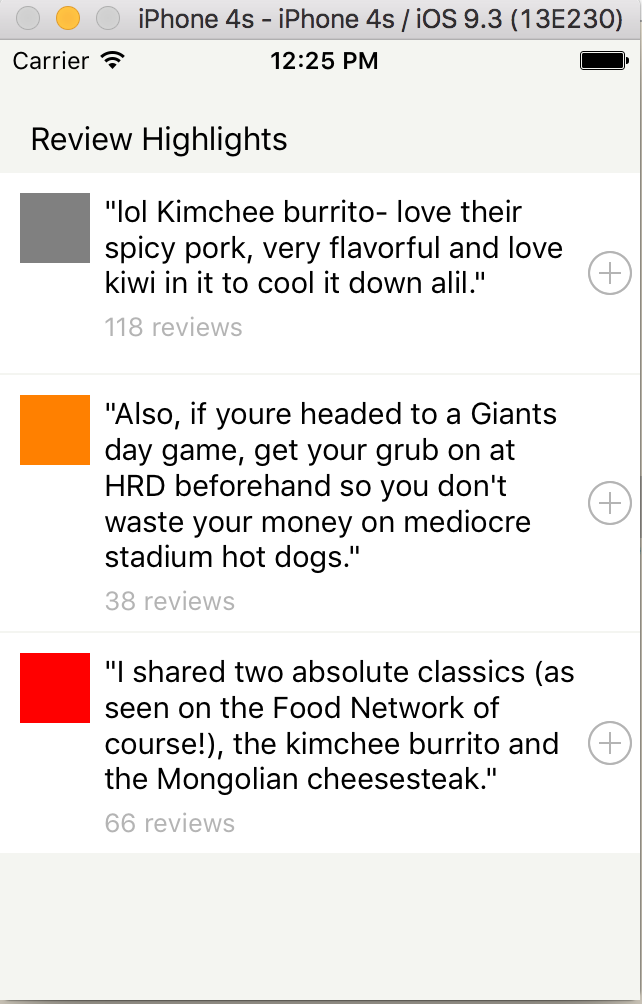 iPhone 4s - iPhone 4s / iOS 9.3 (13E230)
Carrier 12:25 PM
Review Highlights
"lol Kimchee burrito- love their
spicy pork, very flavorful and love
kiwi in it to cool it down alil."
118 reviews
"Also, if youre headed to a Giants
day game, get your grub on at
HRD beforehand so you don't
waste your money on mediocre
stadium hot dogs."
38 reviews
"I shared two absolute classics (as
seen on the Food Network of
course!), the kimchee burrito and
the Mongolian cheesesteak."
66 reviews